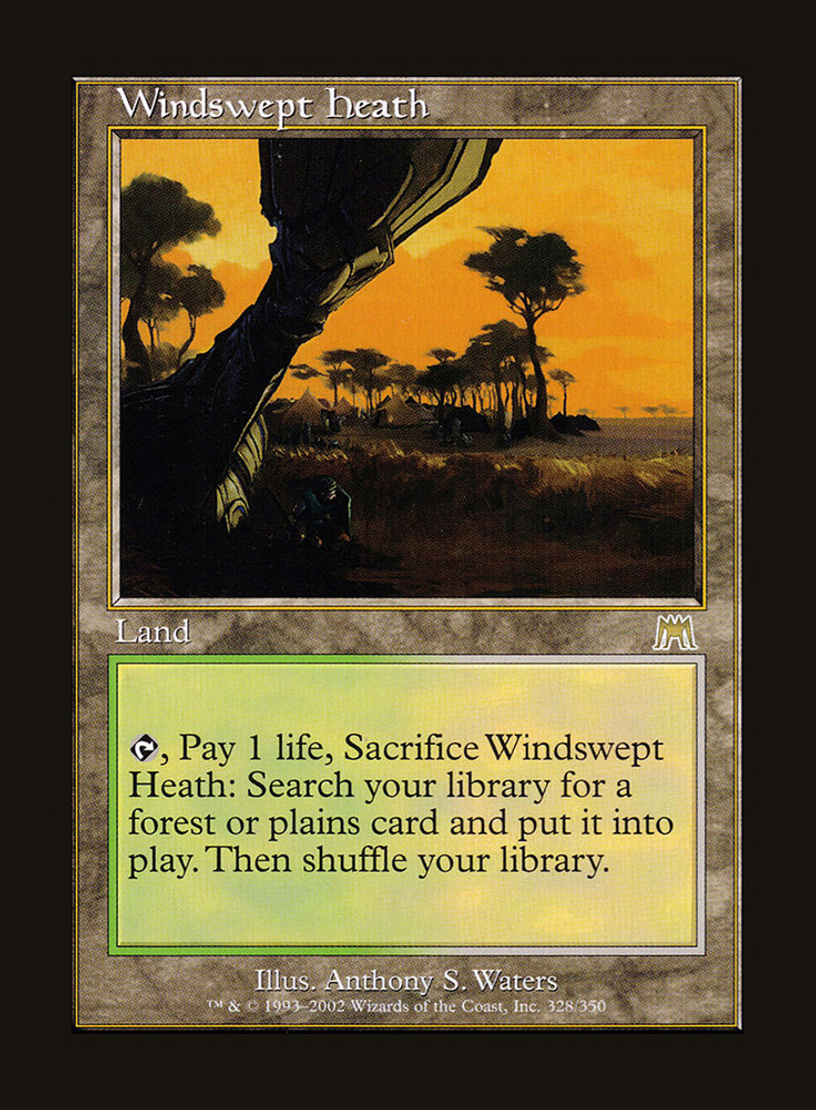 Windswept Heath
Land
, Pay 1 life, Sacrifice Windswept
Heath: Search your library for a
forest or plains card and put it into
play. Then shuffle your library.
Illus. Anthony S. Waters
™ & © 1993–2002 Wizards of the Coast, Inc. 328/350